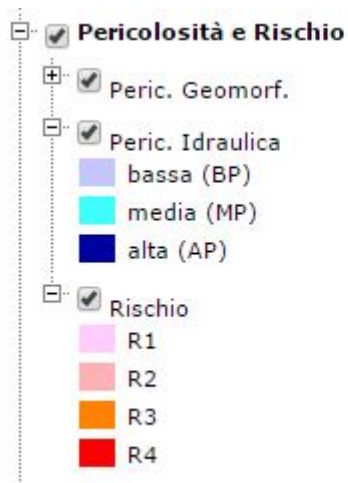 Pericolosità e Rischio
Peric. Geomorf.
Peric. Idraulica
bassa (BP)
media (MP)
alta (AP)
Rischio
R1
R2
R3
R4